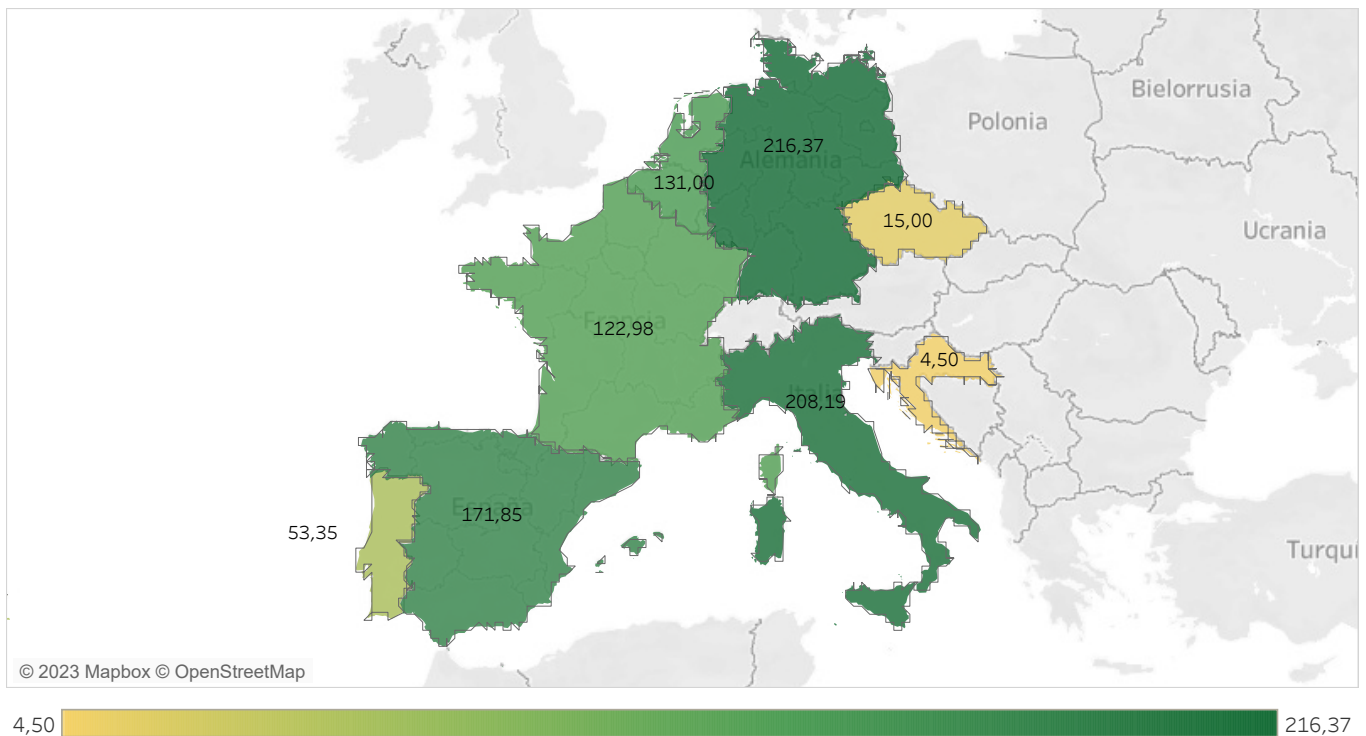 Bielorrusia
Polonia
216,37
Alemania
131,00
15,00
Ucrania
Francia
122,98
4,50
Italia
208,19
España
171,85
53,35
Turqu
© 2023 Mapbox © OpenStreetMap
4,50
216,37